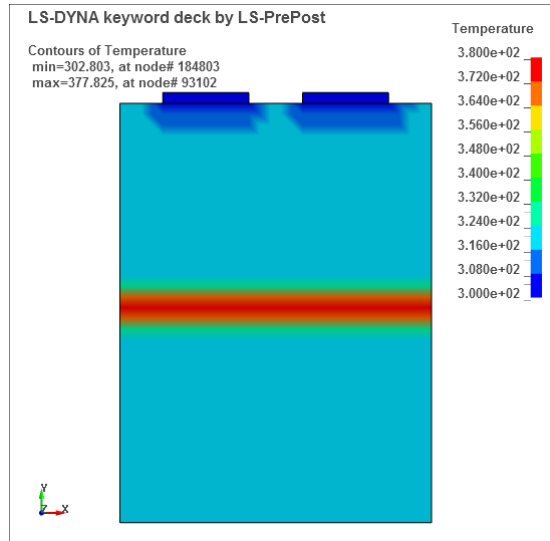 LS-DYNA keyword deck by LS-PrePost
Contours of Temperature
min=302.803, at node# 184803
max=377.825, at node# 93102
Temperature
3.800e+02
3.720e+02
3.640e+02
3.560e+02
3.480e+02
3.400e+02
3.320e+02
3.240e+02
3.160e+02
3.080e+02
3.000e+02
Y
Z
X